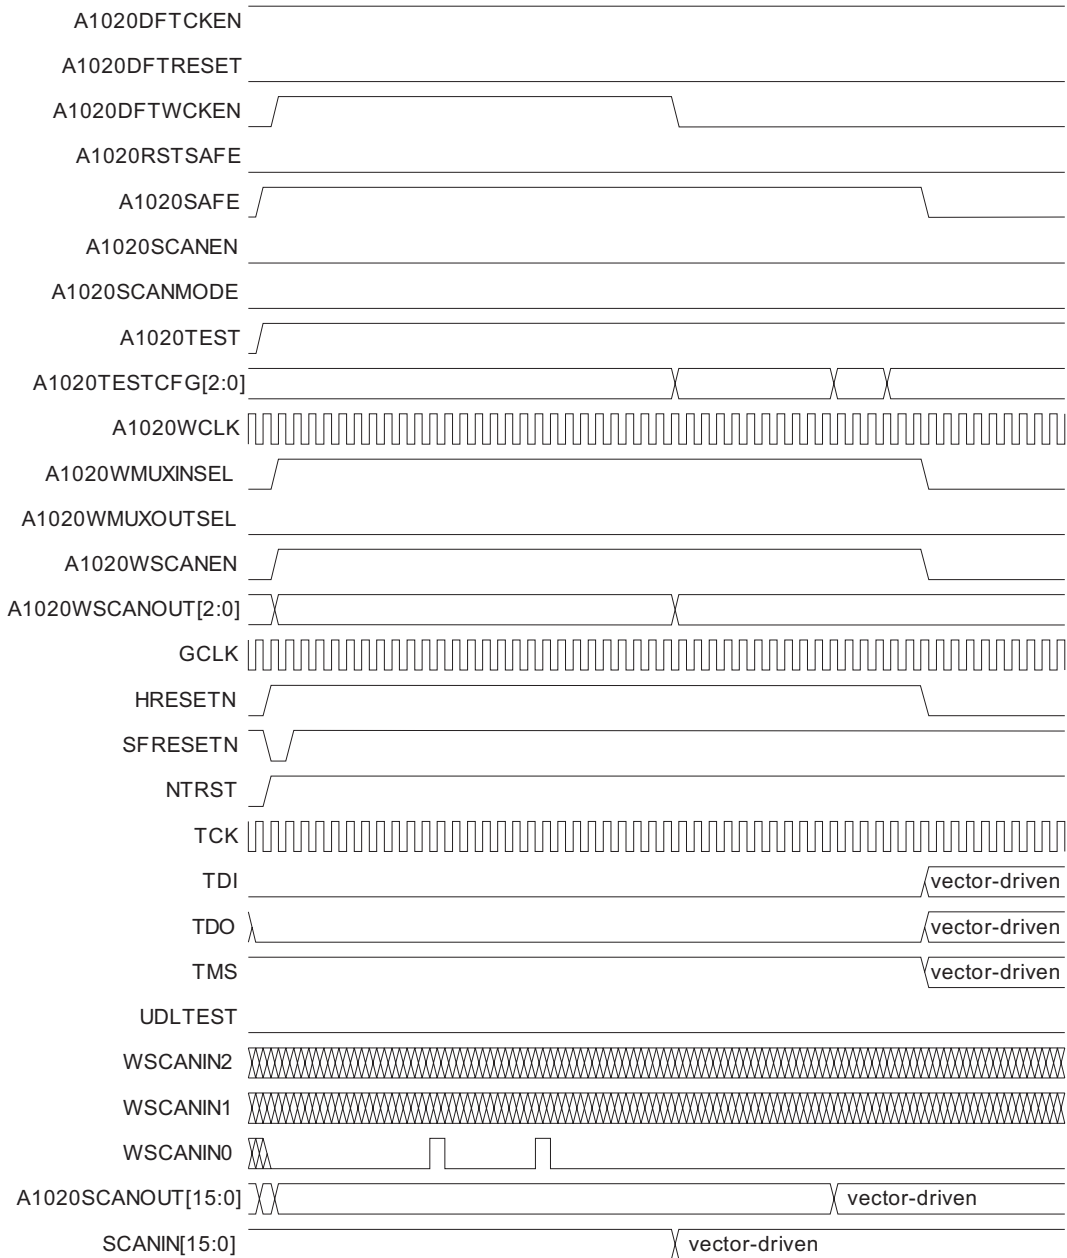 A1020DFTCKEN
A1020DFTRESET
A1020DFTWCKEN
A1020RSTSAFE
A1020SAFE
A1020SCANEN
A1020SCANMODE
A1020TEST
A1020TESTCFG[2:0]
A1020WCLK
A1020WMUXINSEL
A1020WMUXOUTSEL
A1020WSCANEN
A1020WSCANOUT[2:0]
GCLK
HRESETN
SFRESETN
NTRST
TCK
TDI vector-driven
TDO vector-driven
TMS vector-driven
UDLTEST
WSCANIN2
WSCANIN1
WSCANIN0
A1020SCANOUT[15:0] vector-driven
SCANIN[15:0] vector-driven